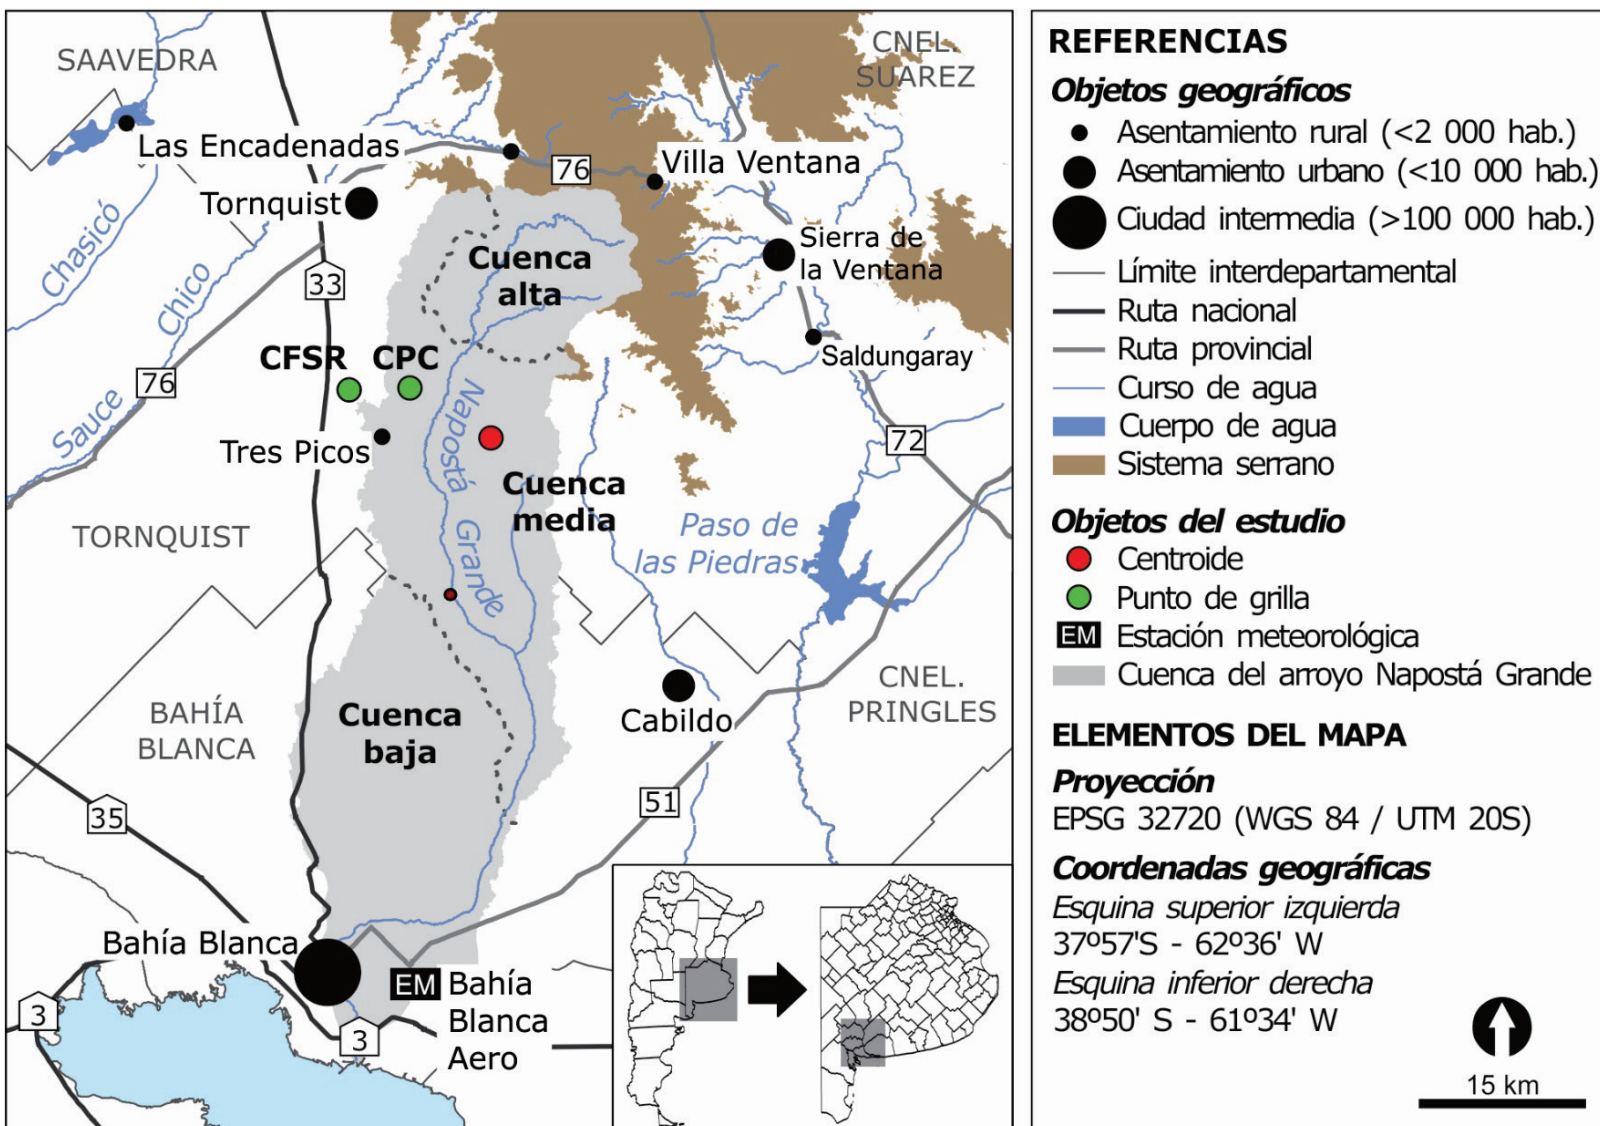 SAAVEDRA
CNEL.
SUAREZ
Las Encadenadas
76
Villa Ventana
Tornquist
Chasicó
Sauce Chico
33
Cuenca
alta
Sierra de
la Ventana
CFSR
CPC
Saldungaray
76
Napostá Grande
Tres Picos
72
Cuenca
media
TORNQUIST
Paso de
las Piedras
BAHÍA
BLANCA
Cuenca
baja
Cabildo
CNEL.
PRINGLES
35
51
Bahía Blanca
EM Bahía
Blanca
Aero
3
3
REFERENCIAS
Objetos geográficos
Asentamiento rural (<2 000 hab.)
Asentamiento urbano (<10 000 hab.)
Ciudad intermedia (>100 000 hab.)
Límite interdepartamental
Ruta nacional
Ruta provincial
Curso de agua
Cuerpo de agua
Sistema serrano
Objetos del estudio
Centroide
Punto de grilla
EM Estación meteorológica
Cuenca del arroyo Napostá Grande
ELEMENTOS DEL MAPA
Proyección
EPSG 32720 (WGS 84 / UTM 20S)
Coordenadas geográficas
Esquina superior izquierda
37º57'S - 62º36' W
Esquina inferior derecha
38º50' S - 61º34' W
15 km